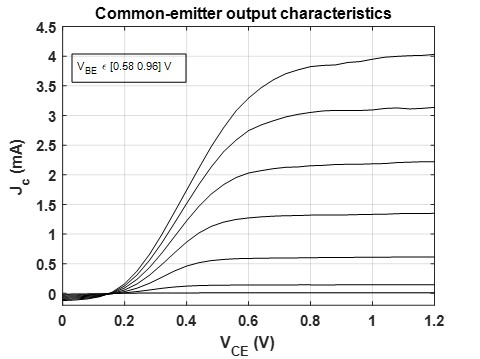 Common-emitter output characteristics
4.5
4
3.5
3
2.5
2
1.5
1
0.5
0
J_c (mA)
V_BE ϵ [0.58 0.96] V
0 0.2 0.4 0.6 0.8 1 1.2
V_CE (V)